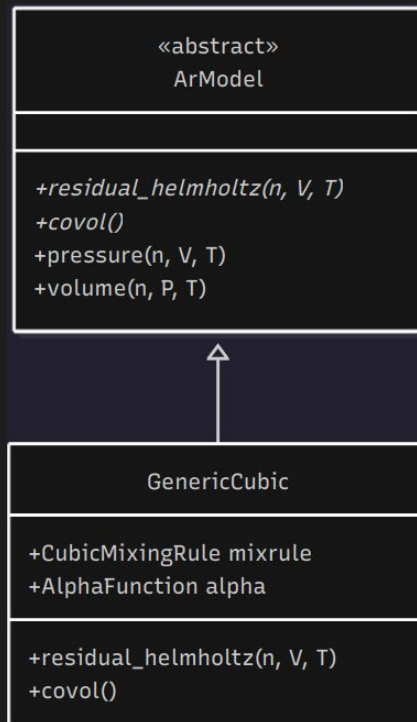 «abstract»
ArModel
+residual_helmholtz(n, V, T)
+covol()
+pressure(n, V, T)
+volume(n, P, T)
GenericCubic
+CubicMixingRule mixrule
+AlphaFunction alpha
+residual_helmholtz(n, V, T)
+covol()